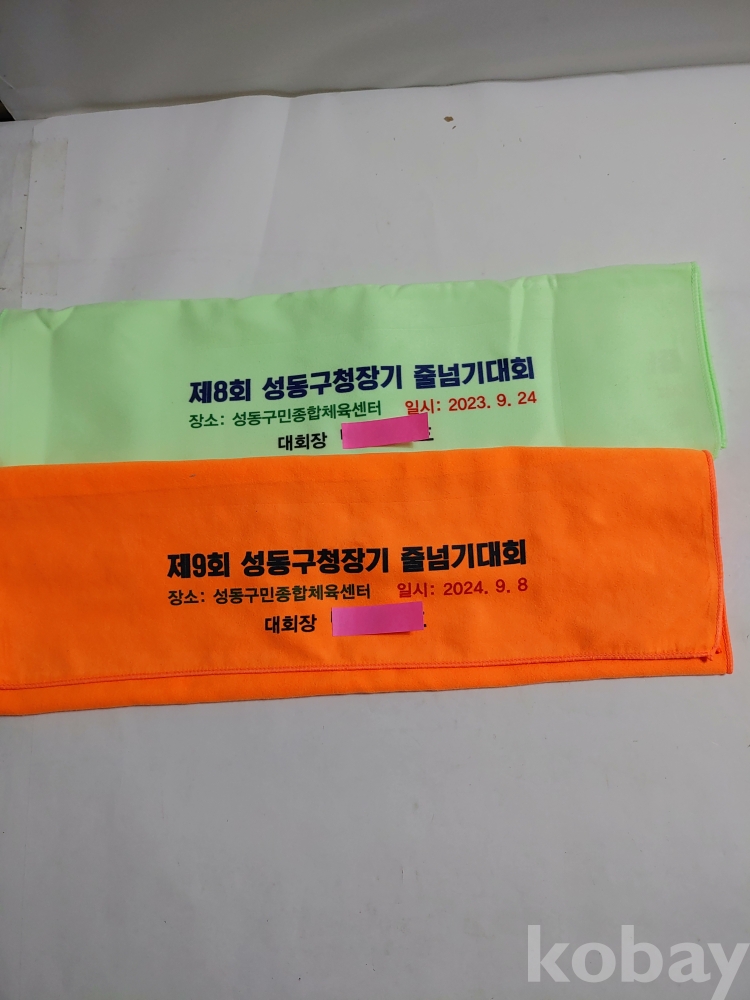 제8회 성동구청장기 줄넘기대회
장소: 성동구민종합체육센터 일시: 2023. 9. 24
대회장
제9회 성동구청장기 줄넘기대회
장소: 성동구민종합체육센터 일시: 2024. 9. 8
대회장
kobay